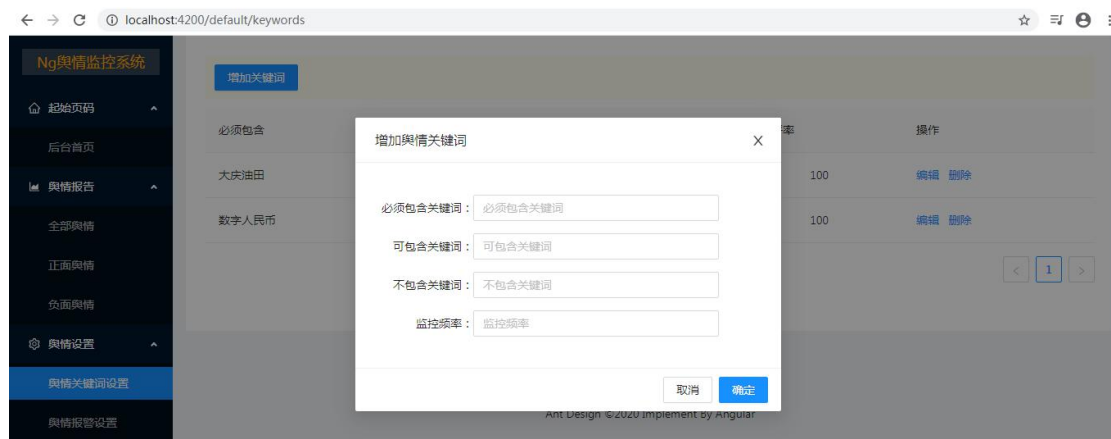 localhost:4200/default/keywords
Ng舆情监控系统
起始页码
后台首页
舆情报告
全部舆情
正面舆情
负面舆情
舆情设置
舆情关键词设置
舆情报警设置
增加关键词
必须包含
率
操作
大庆油田
100
编辑 删除
数字人民币
100
编辑 删除
< 1 >
增加舆情关键词
X
必须包含关键词: 必须包含关键词
可包含关键词: 可包含关键词
不包含关键词: 不包含关键词
监控频率: 监控频率
取消 确定
Ant Design ©2020 Implement By Angular